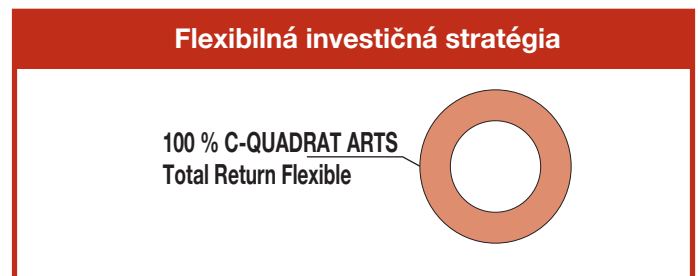 Flexibilná investičná stratégia
100 % C-QUADRAT ARTS
Total Return Flexible